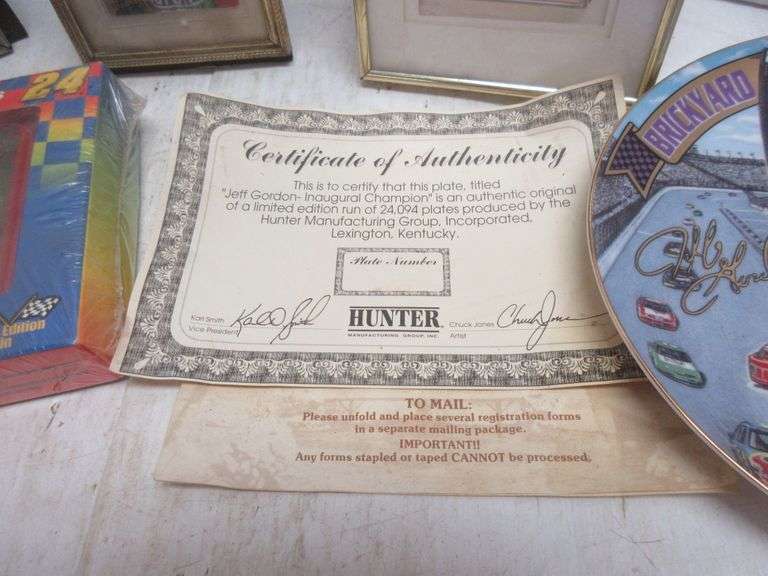 24
Edition
in
Certificate of Authenticity
This is to certify that this plate, titled
"Jeff Gordon- Inaugural Champion" is an authentic original
of a limited edition run of 24,094 plates produced by the
Hunter Manufacturing Group, Incorporated,
Lexington, Kentucky.
Plate Number
Karl Smith
Vice President
HUNTER
MANUFACTURING GROUP, INC.
Chuck Jones
Artist
Chuck Jones
TO MAIL:
Please unfold and place several registration forms
in a separate mailing package.
IMPORTANT!!
Any forms stapled or taped CANNOT be processed.
BRICKYARD